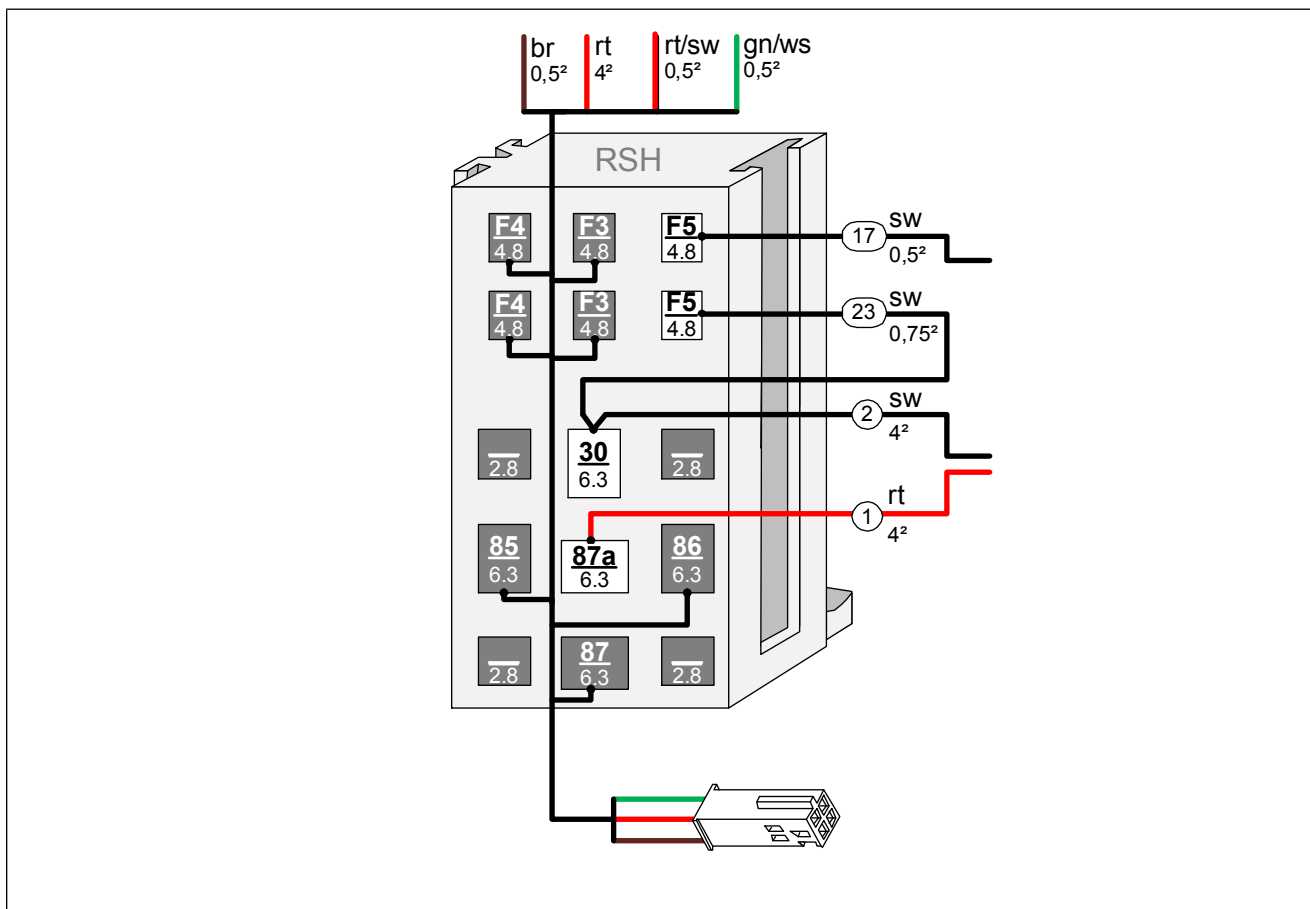 br rt rt/sw gn/ws
0,5² 4² 0,5² 0,5²
RSH
F4 F3 F5 17 sw
4.8 4.8 4.8 0,5²
F4 F3 F5 23 sw
4.8 4.8 4.8 0,75²
2 sw
4²
30
2.8 6.3 2.8
1 rt
4²
85 87a 86
6.3 6.3 6.3
87
2.8 6.3 2.8